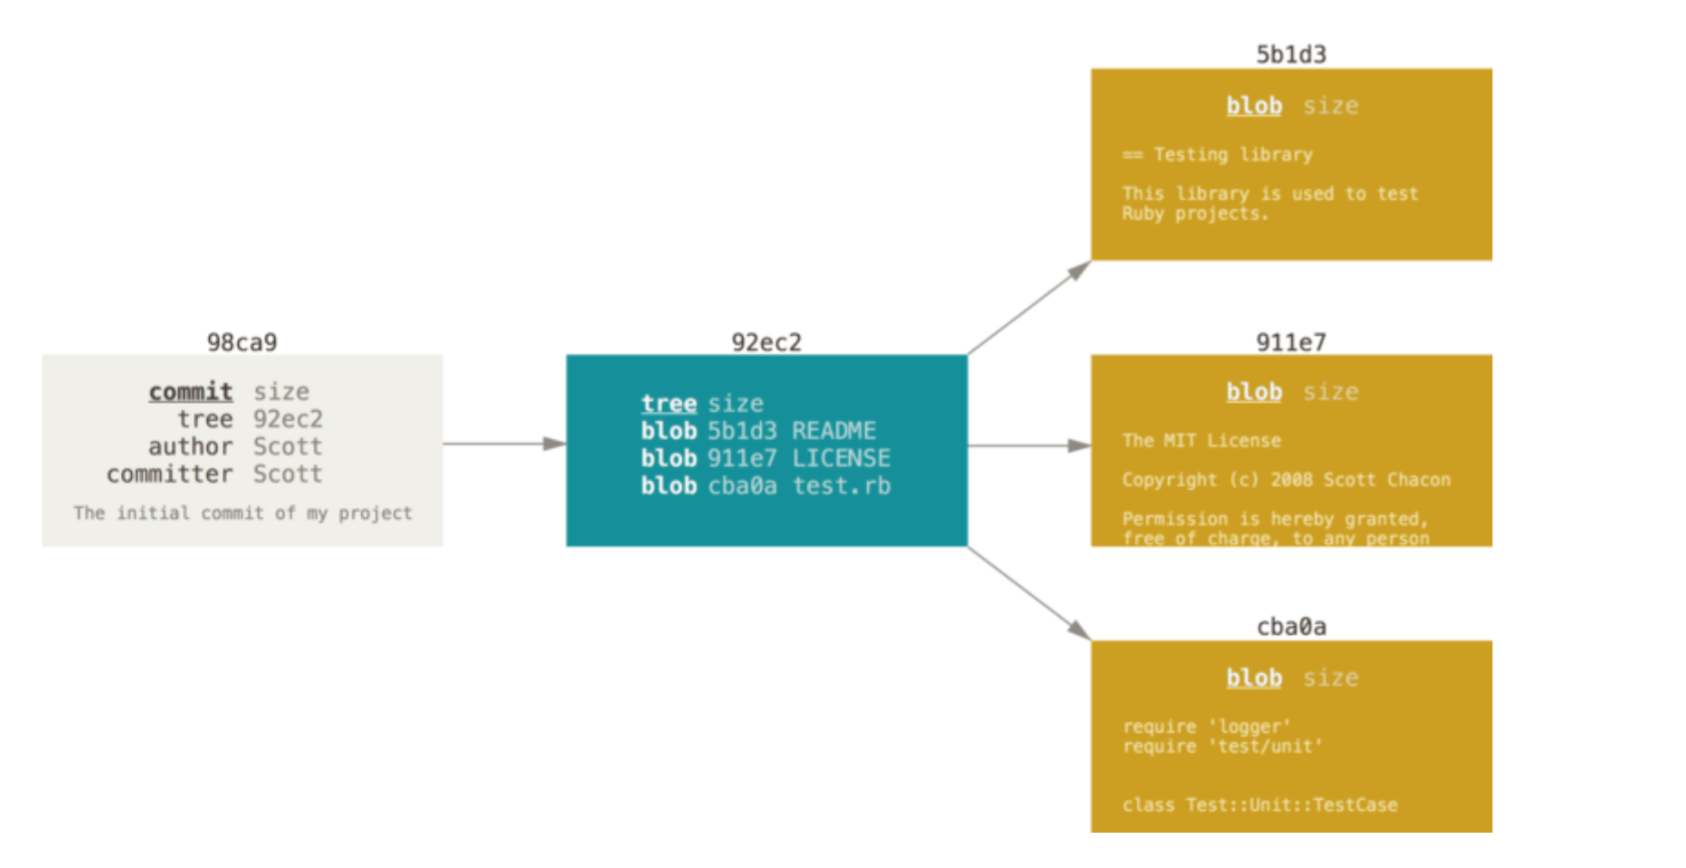 98ca9
commit size
tree 92ec2
author Scott
committer Scott
The initial commit of my project
92ec2
tree size
blob 5b1d3 README
blob 911e7 LICENSE
blob cba0a test.rb
5b1d3
blob size
== Testing library
This library is used to test
Ruby projects.
911e7
blob size
The MIT License
Copyright (c) 2008 Scott Chacon
Permission is hereby granted,
free of charge, to any person
cba0a
blob size
require 'logger'
require 'test/unit'
class Test::Unit::TestCase